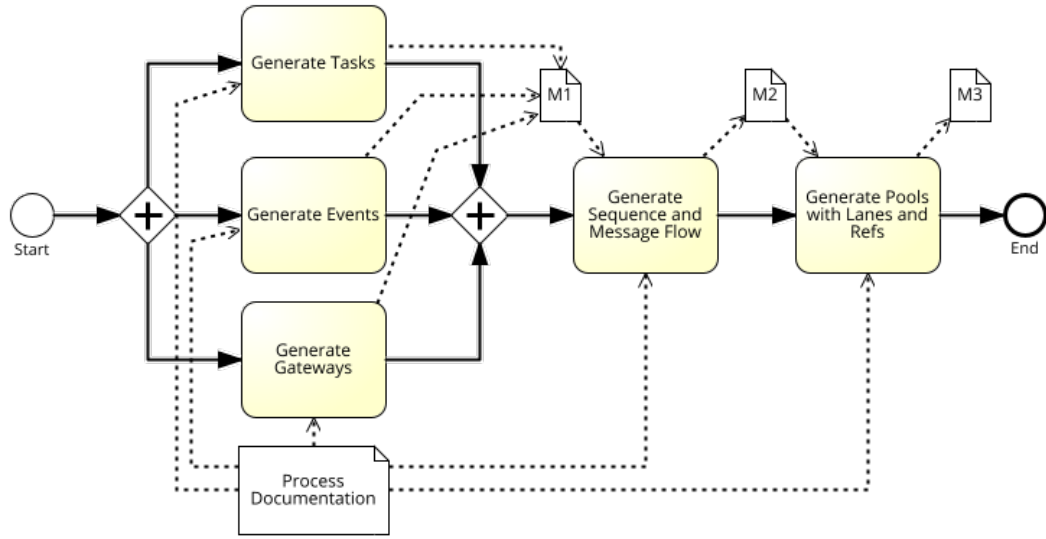 Generate Tasks
M1
M2
M3
Generate Events
Generate
Sequence and
Message Flow
Generate Pools
with Lanes and
Refs
Start
End
Generate
Gateways
Process
Documentation